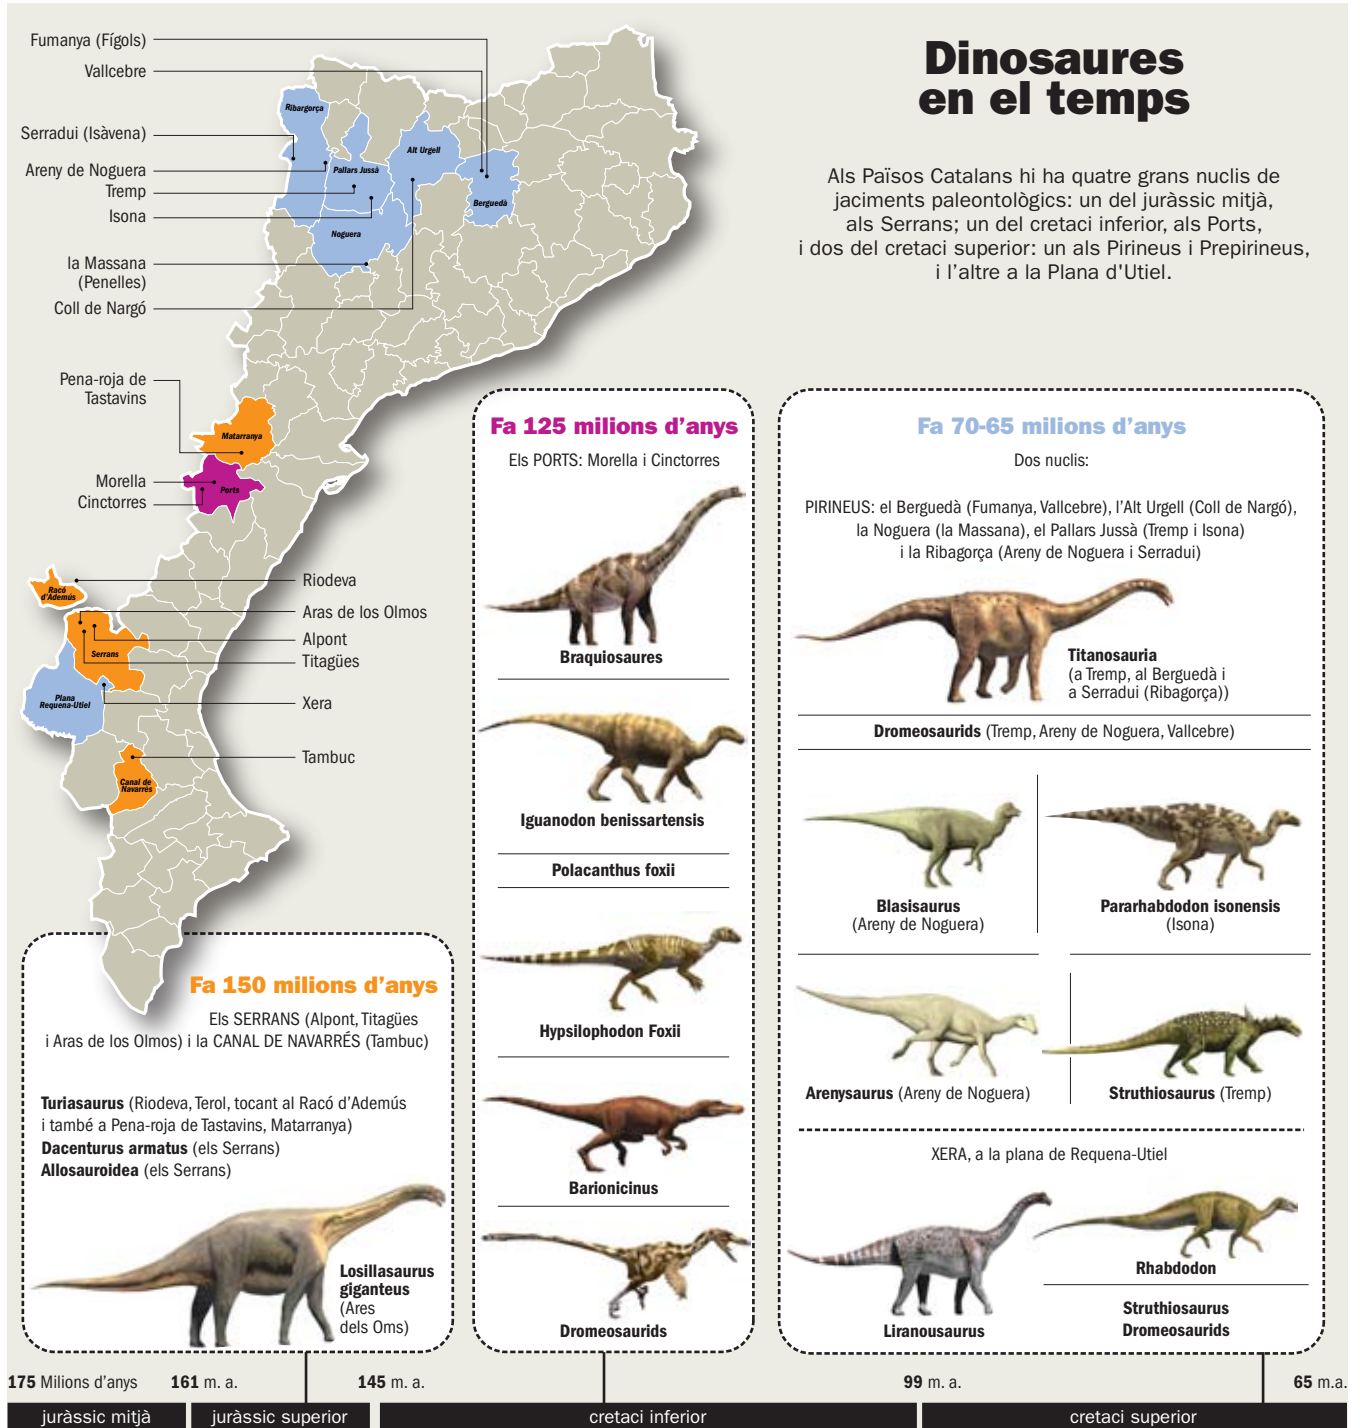 Dinosaures
en el temps
Als Països Catalans hi ha quatre grans nuclis de
jaciments paleontològics: un del juràssic mitjà,
als Serrans; un del cretaci inferior, als Ports,
i dos del cretaci superior: un als Pirineus i Prepirineus,
i l'altre a la Plana d'Utiel.
Fumanya (Fígols)
Vallcebre
Serradui (Isàvena)
Areny de Noguera
Tremp
Isona
la Massana
(Penelles)
Coll de Nargó
Pena-roja de
Tastavins
Morella
Cinctorres
Riodeva
Aras de los Olmos
Alpont
Titagües
Xera
Tambuc
Ribargorça
Pallars Jussà
Alt Urgell
Berguedà
Noguera
Matarranya
Ports
Racó
d'Ademús
Serrans
Plana
Requena-Utiel
Canal de
Navarrés
Fa 150 milions d'anys
Els SERRANS (Alpont, Titagües
i Aras de los Olmos) i la CANAL DE NAVARRÉS (Tambuc)
Turiasaurus (Riodeva, Terol, tocant al Racó d'Ademús
i també a Pena-roja de Tastavins, Matarranya)
Dacenturus armatus (els Serrans)
Allosauroidea (els Serrans)
Losillasaurus
giganteus
(Ares
dels Oms)
Fa 125 milions d'anys
Els PORTS: Morella i Cinctorres
Braquiosaures
Iguanodon benissartensis
Polacanthus foxii
Hypsilophodon Foxii
Barionicinus
Dromeosaurids
Fa 70-65 milions d'anys
Dos nuclis:
PIRINEUS: el Berguedà (Fumanya, Vallcebre), l'Alt Urgell (Coll de Nargó),
la Noguera (la Massana), el Pallars Jussà (Tremp i Isona)
i la Ribagorça (Areny de Noguera i Serradui)
Titanosauria
(a Tremp, al Berguedà i
a Serradui (Ribagorça))
Dromeosaurids (Tremp, Areny de Noguera, Vallcebre)
Blasisaurus
(Areny de Noguera)
Pararhabdodon isonensis
(Isona)
Arenysaurus (Areny de Noguera)
Struthiosaurus (Tremp)
XERA, a la plana de Requena-Utiel
Liranousaurus
Rhabdodon
Struthiosaurus
Dromeosaurids
175 Milions d'anys
161 m. a.
145 m. a.
99 m. a.
65 m.a.
juràssic mitjà
juràssic superior
cretaci inferior
cretaci superior